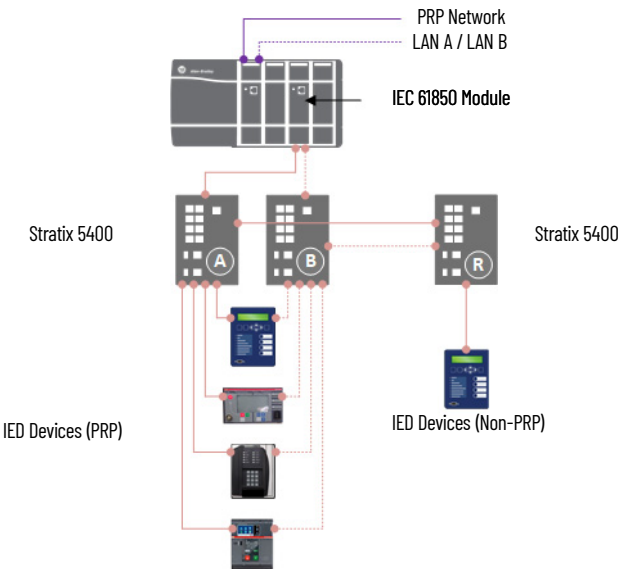 PRP Network
LAN A / LAN B
IEC 61850 Module
Stratix 5400
A
B
R
Stratix 5400
IED Devices (PRP)
IED Devices (Non-PRP)